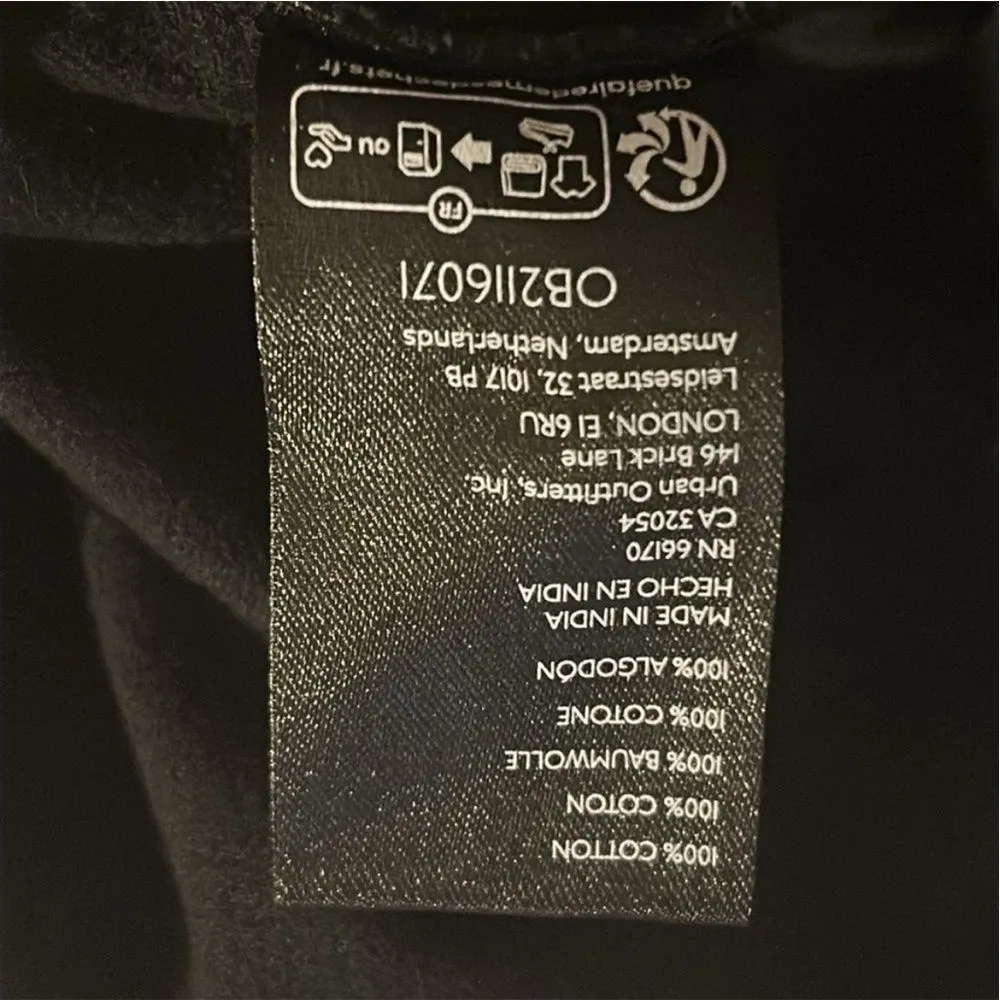 100% COTTON
100% COTON
100% BAUMWOLLE
100% COTONE
100% ALGODÓN
MADE IN INDIA
HECHO EN INDIA
RN 66170
CA 32054
Urban Outfitters, Inc.
146 Brick Lane
LONDON, E1 6RU
Leidsestraat 32, 1017 PB
Amsterdam, Netherlands
OB2116071
FR
OU
quefairedemesdechets.fr